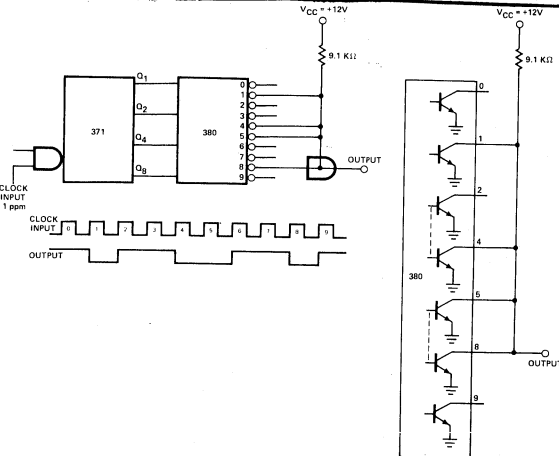 VCC = +12V
9.1 KΩ
Q1
Q2
Q4
Q8
371
380
0
1
2
3
4
5
6
7
8
9
OUTPUT
CLOCK
INPUT
1 ppm
CLOCK
INPUT
0 1 2 3 4 5 6 7 8 9
OUTPUT
VCC = +12V
9.1 KΩ
0
1
2
4
380
5
8
OUTPUT
9